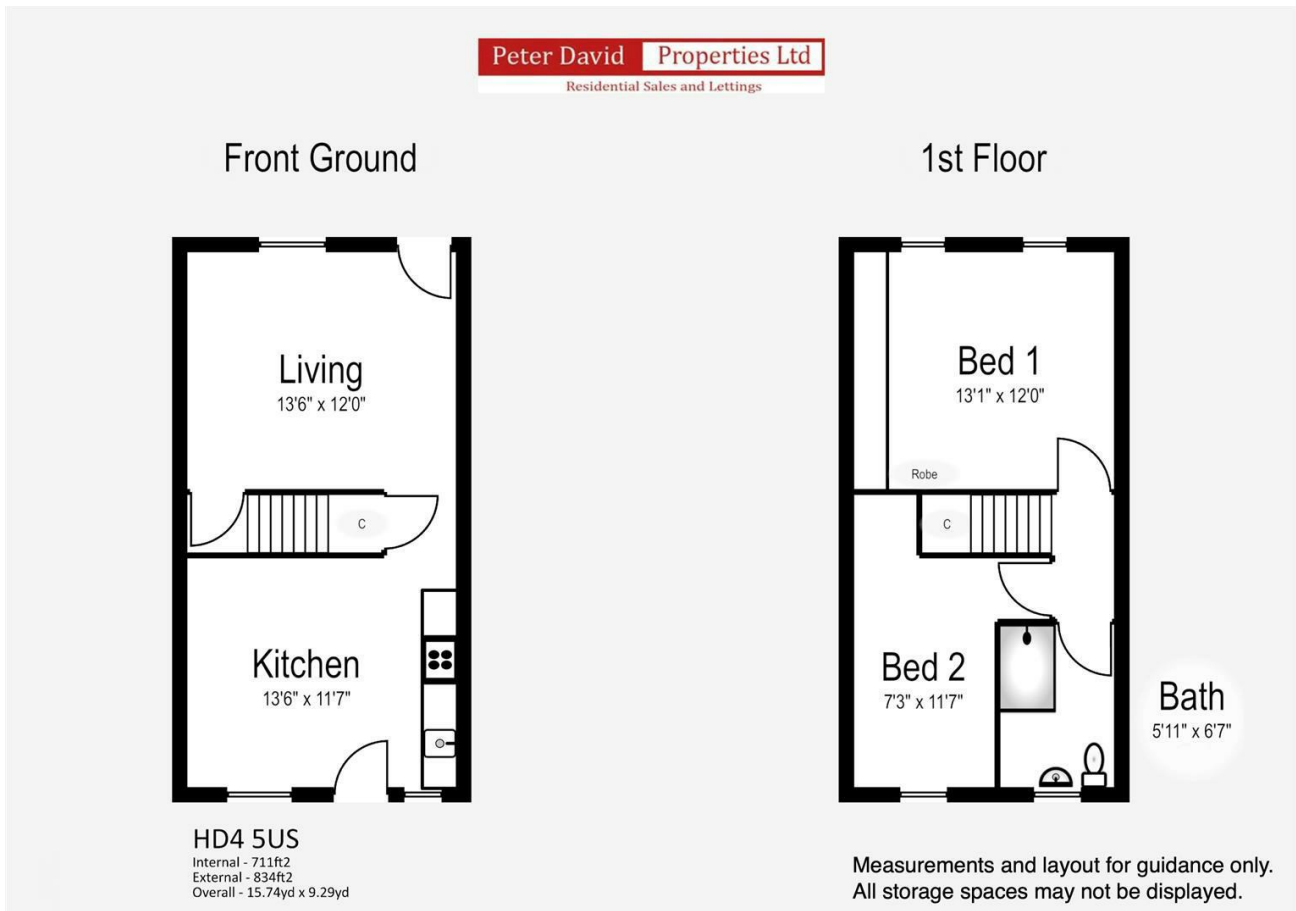 Peter David Properties Ltd
Residential Sales and Lettings
Front Ground
1st Floor
Living
13'6" x 12'0"
C
Kitchen
13'6" x 11'7"
Bed 1
13'1" x 12'0"
Robe
C
Bed 2
7'3" x 11'7"
Bath
5'11" x 6'7"
HD4 5US
Internal - 711ft2
External - 834ft2
Overall - 15.74yd x 9.29yd
Measurements and layout for guidance only.
All storage spaces may not be displayed.